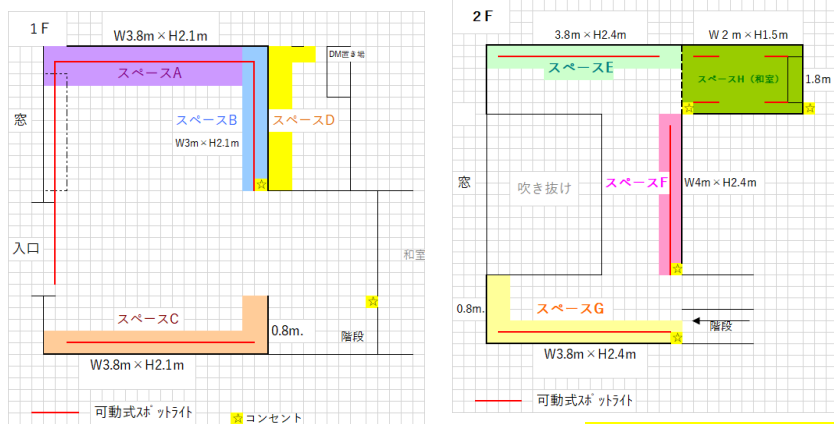 1F
W3.8m×H2.1m
DM置き場
スペースA
窓
スペースB
スペースD
W3m×H2.1m
☆
入口
和室
☆
スペースC
0.8m.
階段
W3.8m×H2.1m
可動式スポットライト
☆コンセント
2F
3.8m×H2.4m
W2m×H1.5m
スペースE
スペースH（和室）
1.8m
☆
☆
窓
吹き抜け
スペースF
W4m×H2.4m
☆
0.8m.
スペースG
階段
☆
W3.8m×H2.4m
可動式スポットライト